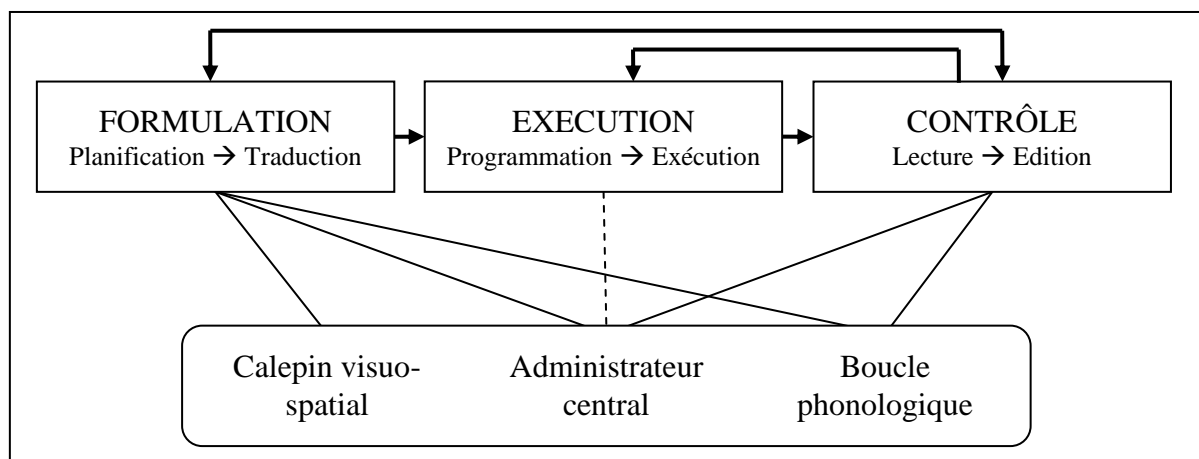 FORMULATION
Planification → Traduction
EXECUTION
Programmation → Exécution
CONTRÔLE
Lecture → Edition
Calepin visuo-
spatial
Administrateur
central
Boucle
phonologique